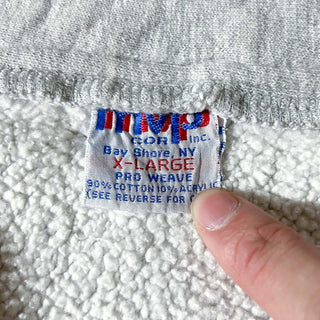 mvp
CORP. Inc.
Bay Shore, NY
X-LARGE
PRO WEAVE
90% COTTON 10% ACRYLIC
(SEE REVERSE FOR